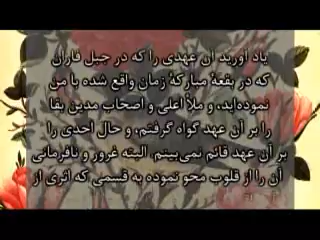 یاد آورید آن عهدی را که در جبل فاران
که در بقعهٔ مبارکهٔ زمان واقع شده با من
نموده‌اید، و ملأ اعلی و اصحاب مدین بقا
را بر آن عهد گواه گرفتم، و حال احدی را
بر آن عهد قائم نمی‌بینم. البته غرور و نافرمانی
آن را از قلوب محو نموده به قسمی که اثری از